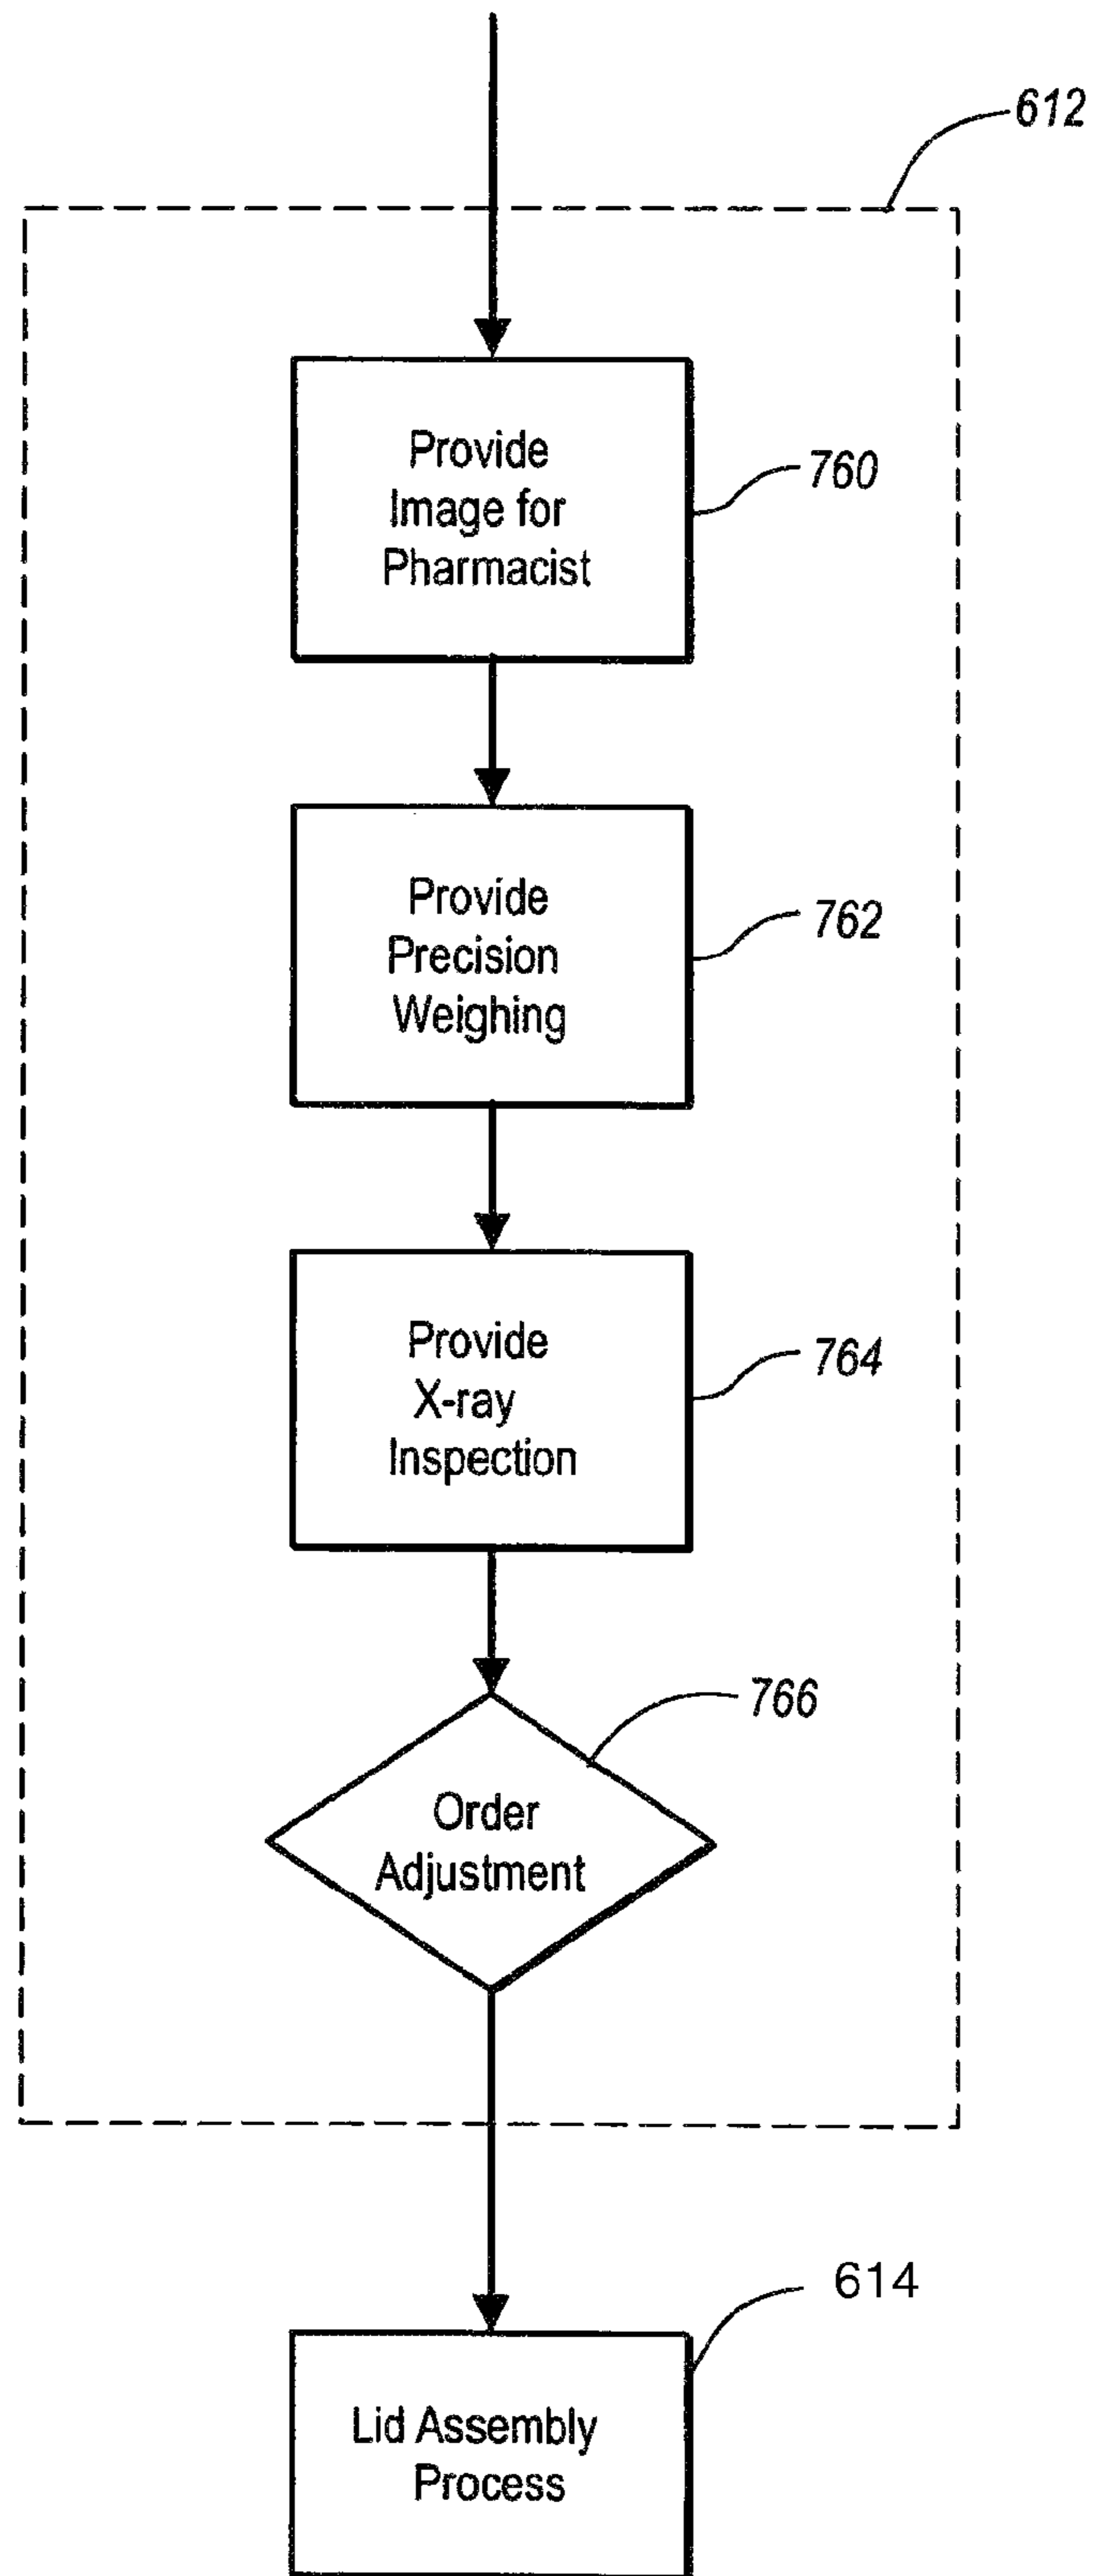 612
Provide
Image for
Pharmacist
760
Provide
Precision
Weighing
762
Provide
X-ray
Inspection
764
766
Order
Adjustment
614
Lid Assembly
Process